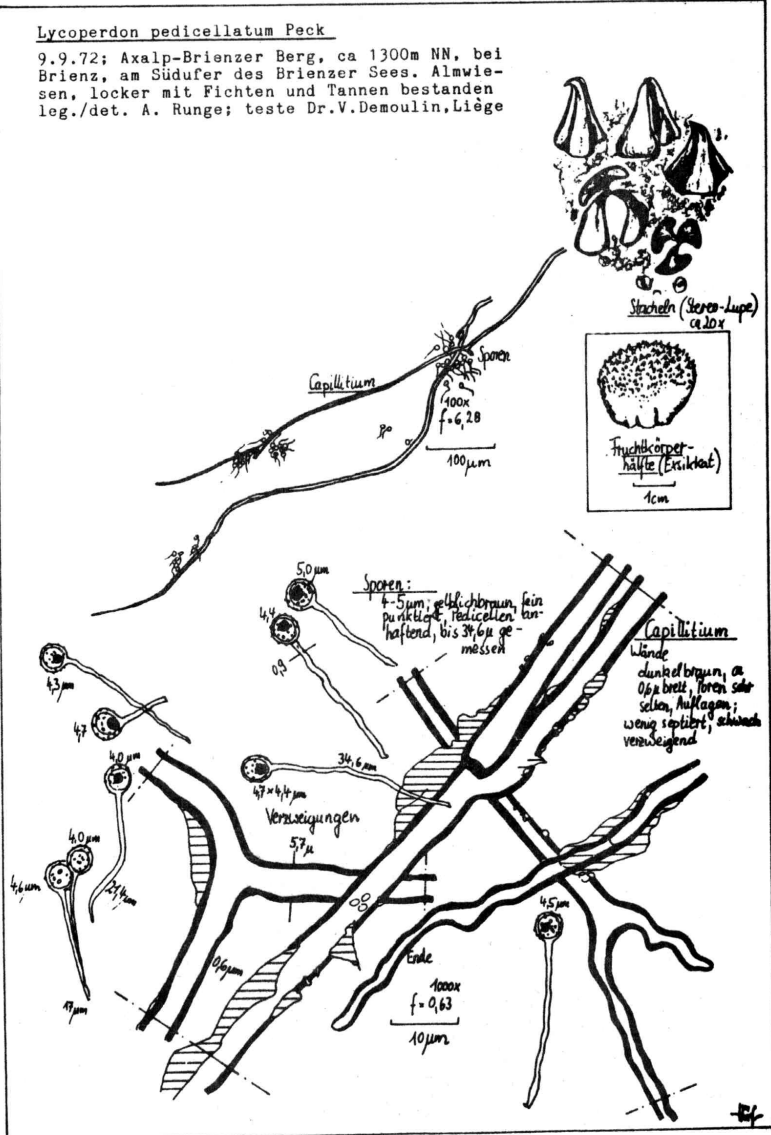 Lycoperdon pedicellatum Peck
9.9.72; Axalp-Brienzer Berg, ca 1300m NN, bei
Brienz, am Südufer des Brienzer Sees. Almwie-
sen, locker mit Fichten und Tannen bestanden
leg./det. A. Runge; teste Dr.V.Demoulin,Liège
Stacheln (Stereo-Lupe)
ca 20x
Sporen
Capillitium
100x
f=6,28
100µm
Fruchtkörper-
hälfte (Exsikkat)
1cm
5,0µm
Sporen:
4-5µm; gelblichbraun, fein
punktiert, Pedicellen an-
haftend, bis 34,6µ ge-
messen
4,4
0,9
Capillitium
Wände
dunkelbraun, ca
0,6µ breit, Poren sehr
selten, Auflagen;
wenig septiert, schwach
verzweigend
4,3µm
4,7
4,0µm
34,6µm
4,7×4,4µm
Verzweigungen
5,7µ
4,0µm
4,6µm
21,4µm
4,5µm
Ende
0,6µm
17µm
1000x
f=0,63
10µm